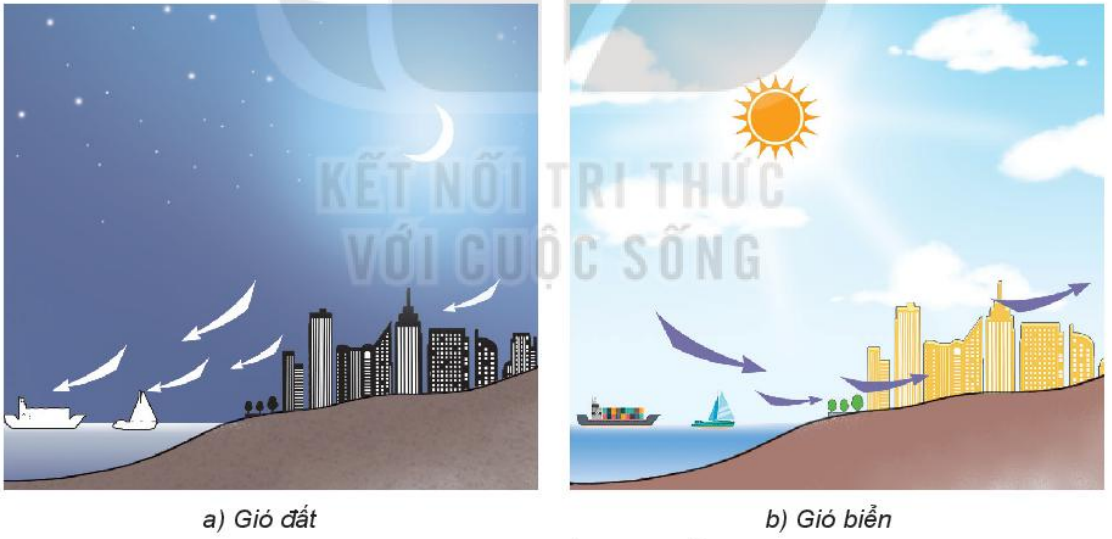 KẾT NỐI TRI THỨC
VỚI CUỘC SỐNG
a) Gió đất
b) Gió biển